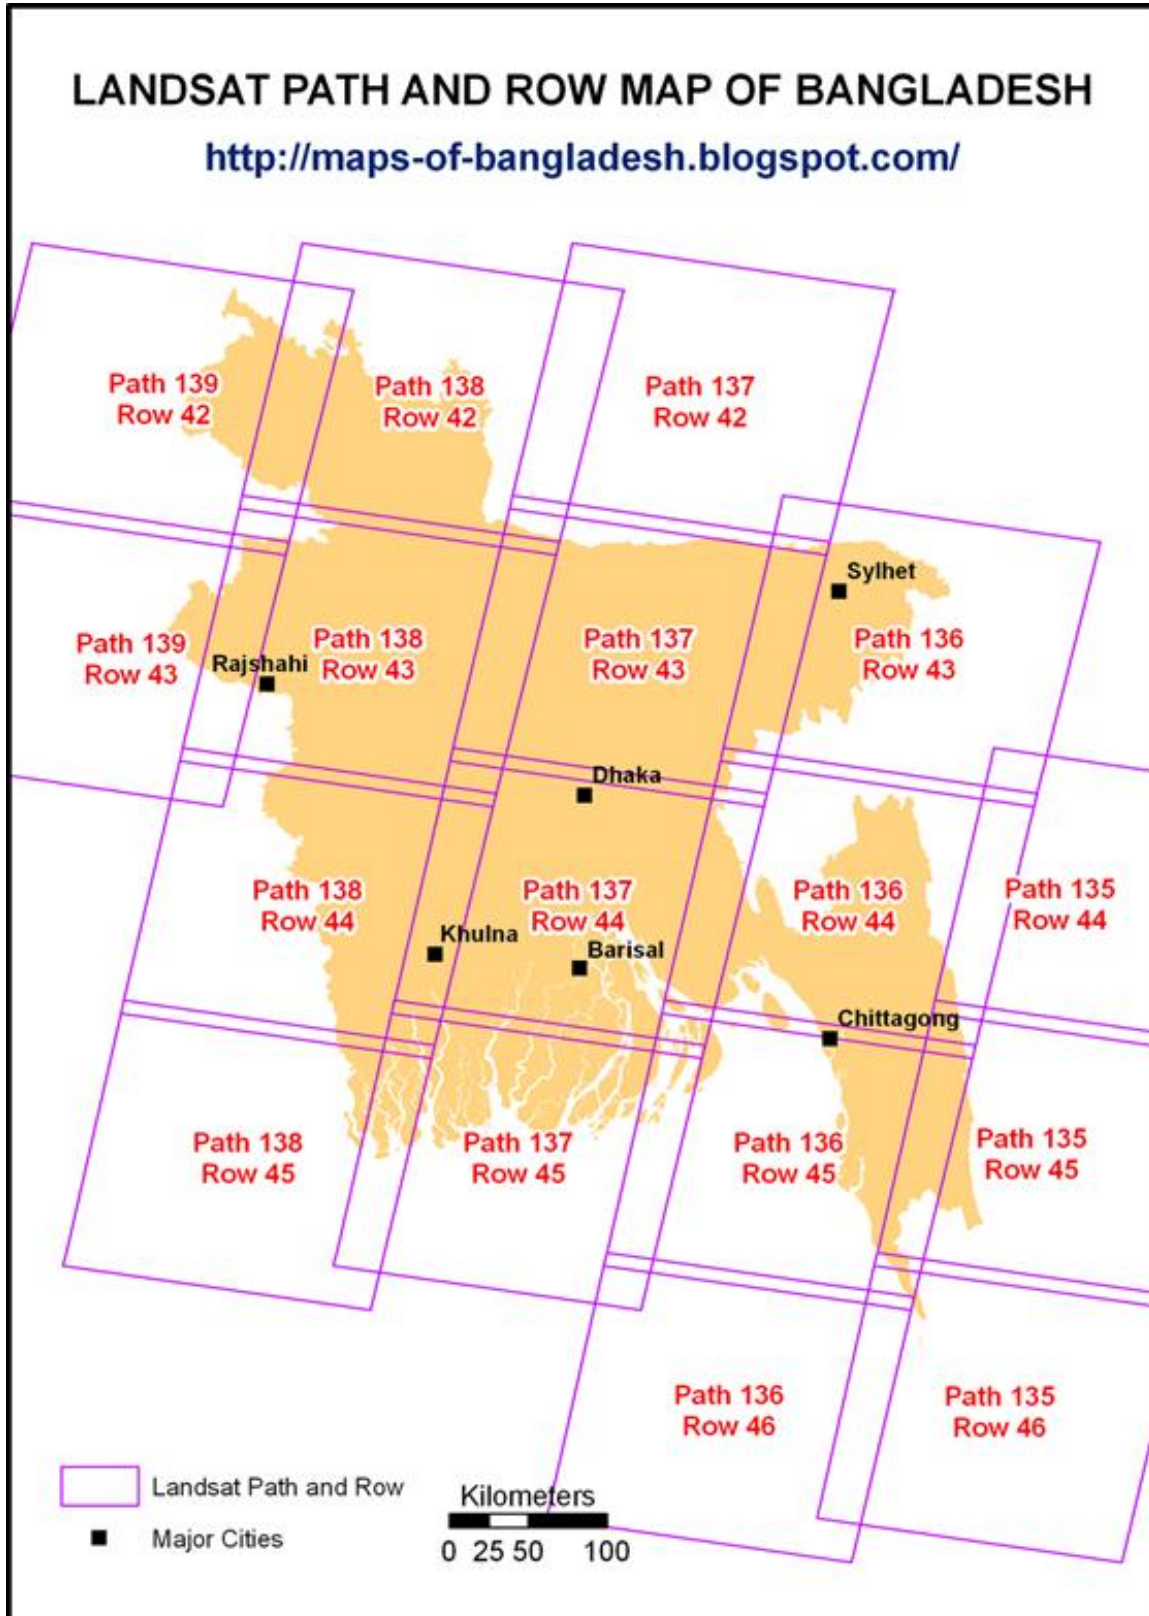 LANDSAT PATH AND ROW MAP OF BANGLADESH
http://maps-of-bangladesh.blogspot.com/
Path 139
Row 42
Path 138
Row 42
Path 137
Row 42
Sylhet
Path 139
Row 43
Rajshahi
Path 138
Row 43
Path 137
Row 43
Path 136
Row 43
Dhaka
Path 138
Row 44
Path 137
Row 44
Path 136
Row 44
Path 135
Row 44
Khulna
Barisal
Chittagong
Path 138
Row 45
Path 137
Row 45
Path 136
Row 45
Path 135
Row 45
Path 136
Row 46
Path 135
Row 46
Landsat Path and Row
Major Cities
Kilometers
0 25 50 100